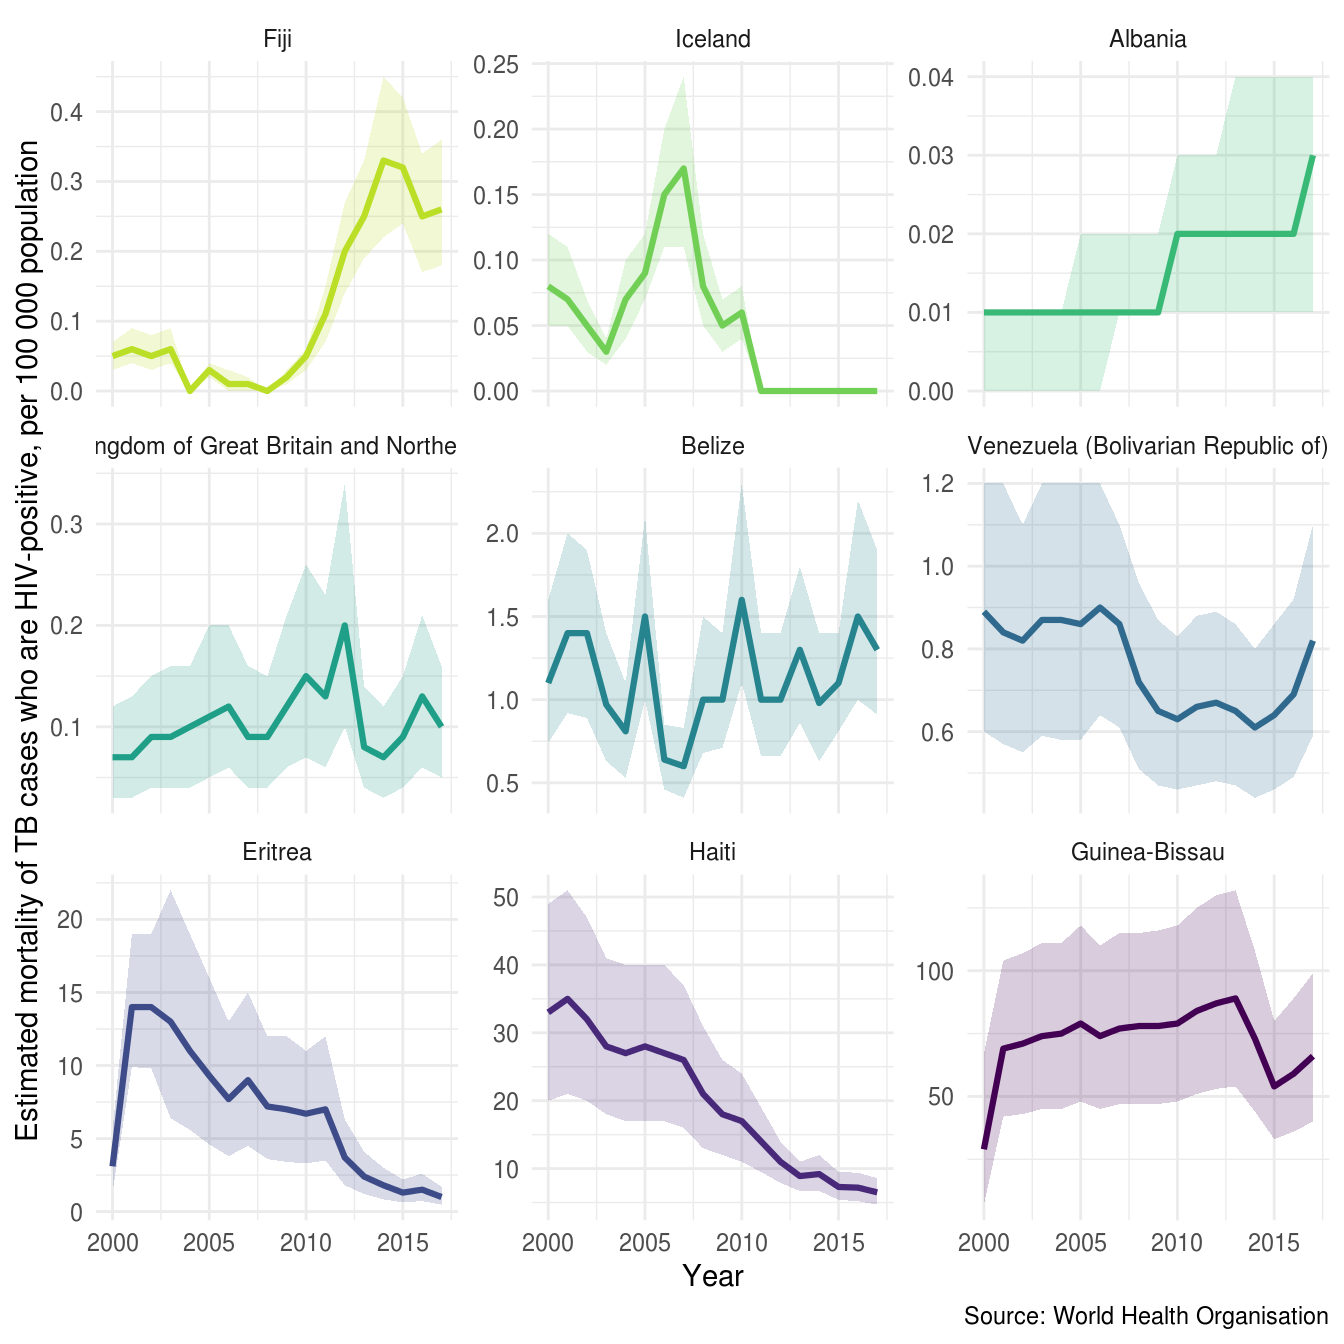 Estimated mortality of TB cases who are HIV-positive, per 100 000 population
Fiji
0.4
0.3
0.2
0.1
0.0
Iceland
0.25
0.20
0.15
0.10
0.05
0.00
Albania
0.04
0.03
0.02
0.01
0.00
ngdom of Great Britain and Northe
0.3
0.2
0.1
Belize
2.0
1.5
1.0
0.5
Venezuela (Bolivarian Republic of)
1.2
1.0
0.8
0.6
Eritrea
20
15
10
5
0
Haiti
50
40
30
20
10
Guinea-Bissau
100
50
2000 2005 2010 2015
2000 2005 2010 2015
2000 2005 2010 2015
Year
Source: World Health Organisation